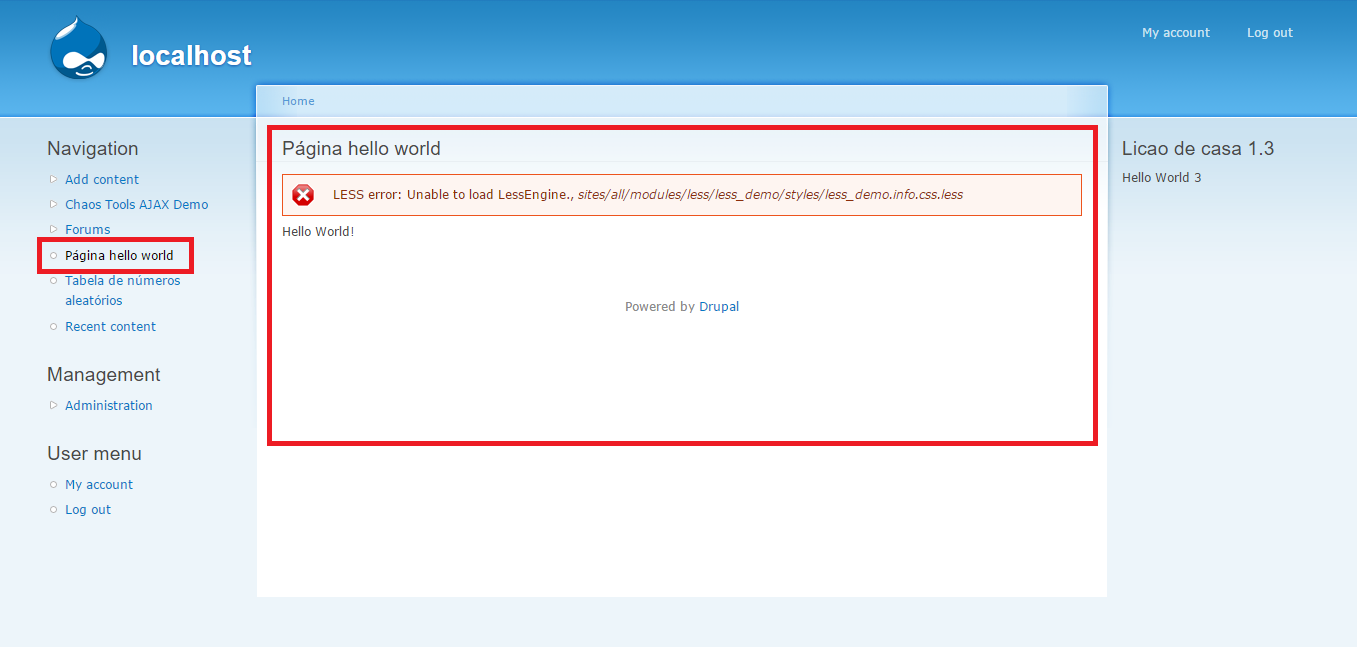 localhost
My account
Log out
Home
Navigation
Add content
Chaos Tools AJAX Demo
Forums
Página hello world
Tabela de números
aleatórios
Recent content
Management
Administration
User menu
My account
Log out
Página hello world
LESS error: Unable to load LessEngine., sites/all/modules/less/less_demo/styles/less_demo.info.css.less
Hello World!
Powered by Drupal
Licao de casa 1.3
Hello World 3